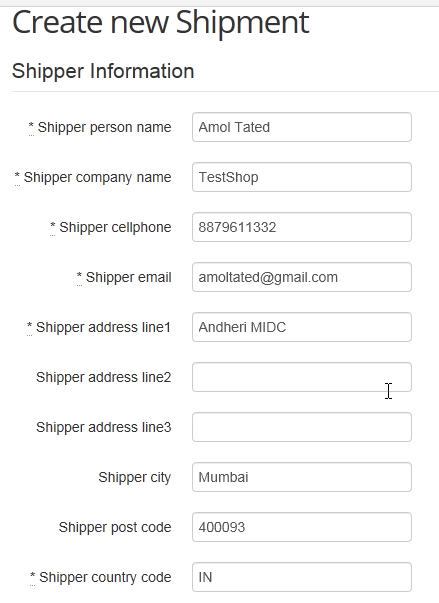 Create new Shipment
Shipper Information
* Shipper person name Amol Tated
* Shipper company name TestShop
* Shipper cellphone 8879611332
* Shipper email amoltated@gmail.com
* Shipper address line1 Andheri MIDC
Shipper address line2
Shipper address line3
Shipper city Mumbai
Shipper post code 400093
* Shipper country code IN